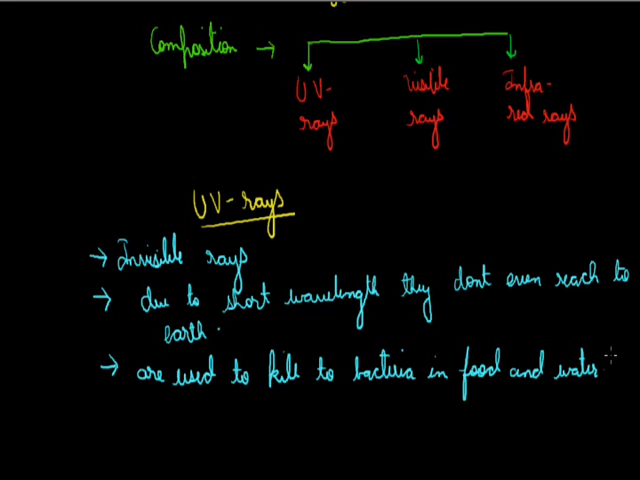 Composition →
UV-rays
Visible rays
Infra-red rays
UV-rays
→ Invisible rays
→ due to short wavelength they dont even reach to
earth.
→ are used to kill to bacteria in food and water